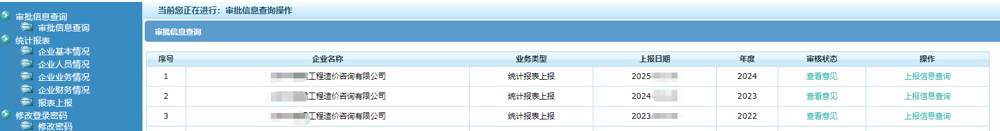 审批信息查询
审批信息查询
统计报表
企业基本情况
企业人员情况
企业业务情况
企业财务情况
报表上报
修改登录密码
修改密码
当前您正在进行：审批信息查询操作
审批信息查询
序号 企业名称 业务类型 上报日期 年度 审核状态 操作
1 工程造价咨询有限公司 统计报表上报 2025 2024 查看意见 上报信息查询
2 工程造价咨询有限公司 统计报表上报 2024 2023 查看意见 上报信息查询
3 工程造价咨询有限公司 统计报表上报 2023 2022 查看意见 上报信息查询